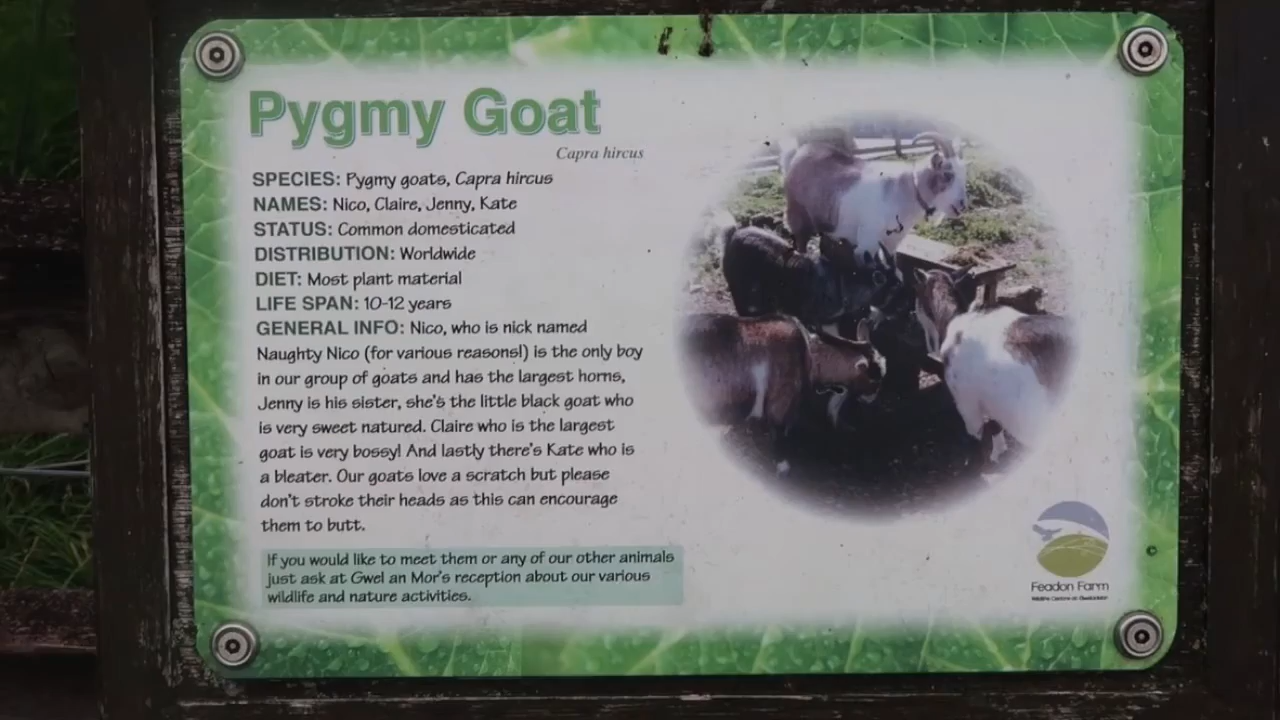 Pygmy Goat
Capra hircus
SPECIES: Pygmy goats, Capra hircus
NAMES: Nico, Claire, Jenny, Kate
STATUS: Common domesticated
DISTRIBUTION: Worldwide
DIET: Most plant material
LIFE SPAN: 10-12 years
GENERAL INFO: Nico, who is nick named
Naughty Nico (for various reasons!) is the only boy
in our group of goats and has the largest horns,
Jenny is his sister, she's the little black goat who
is very sweet natured. Claire who is the largest
goat is very bossy! And lastly there's Kate who is
a bleater. Our goats love a scratch but please
don't stroke their heads as this can encourage
them to butt.
If you would like to meet them or any of our other animals
just ask at Gwel an Mor's reception about our various
wildlife and nature activities.
Feadon Farm